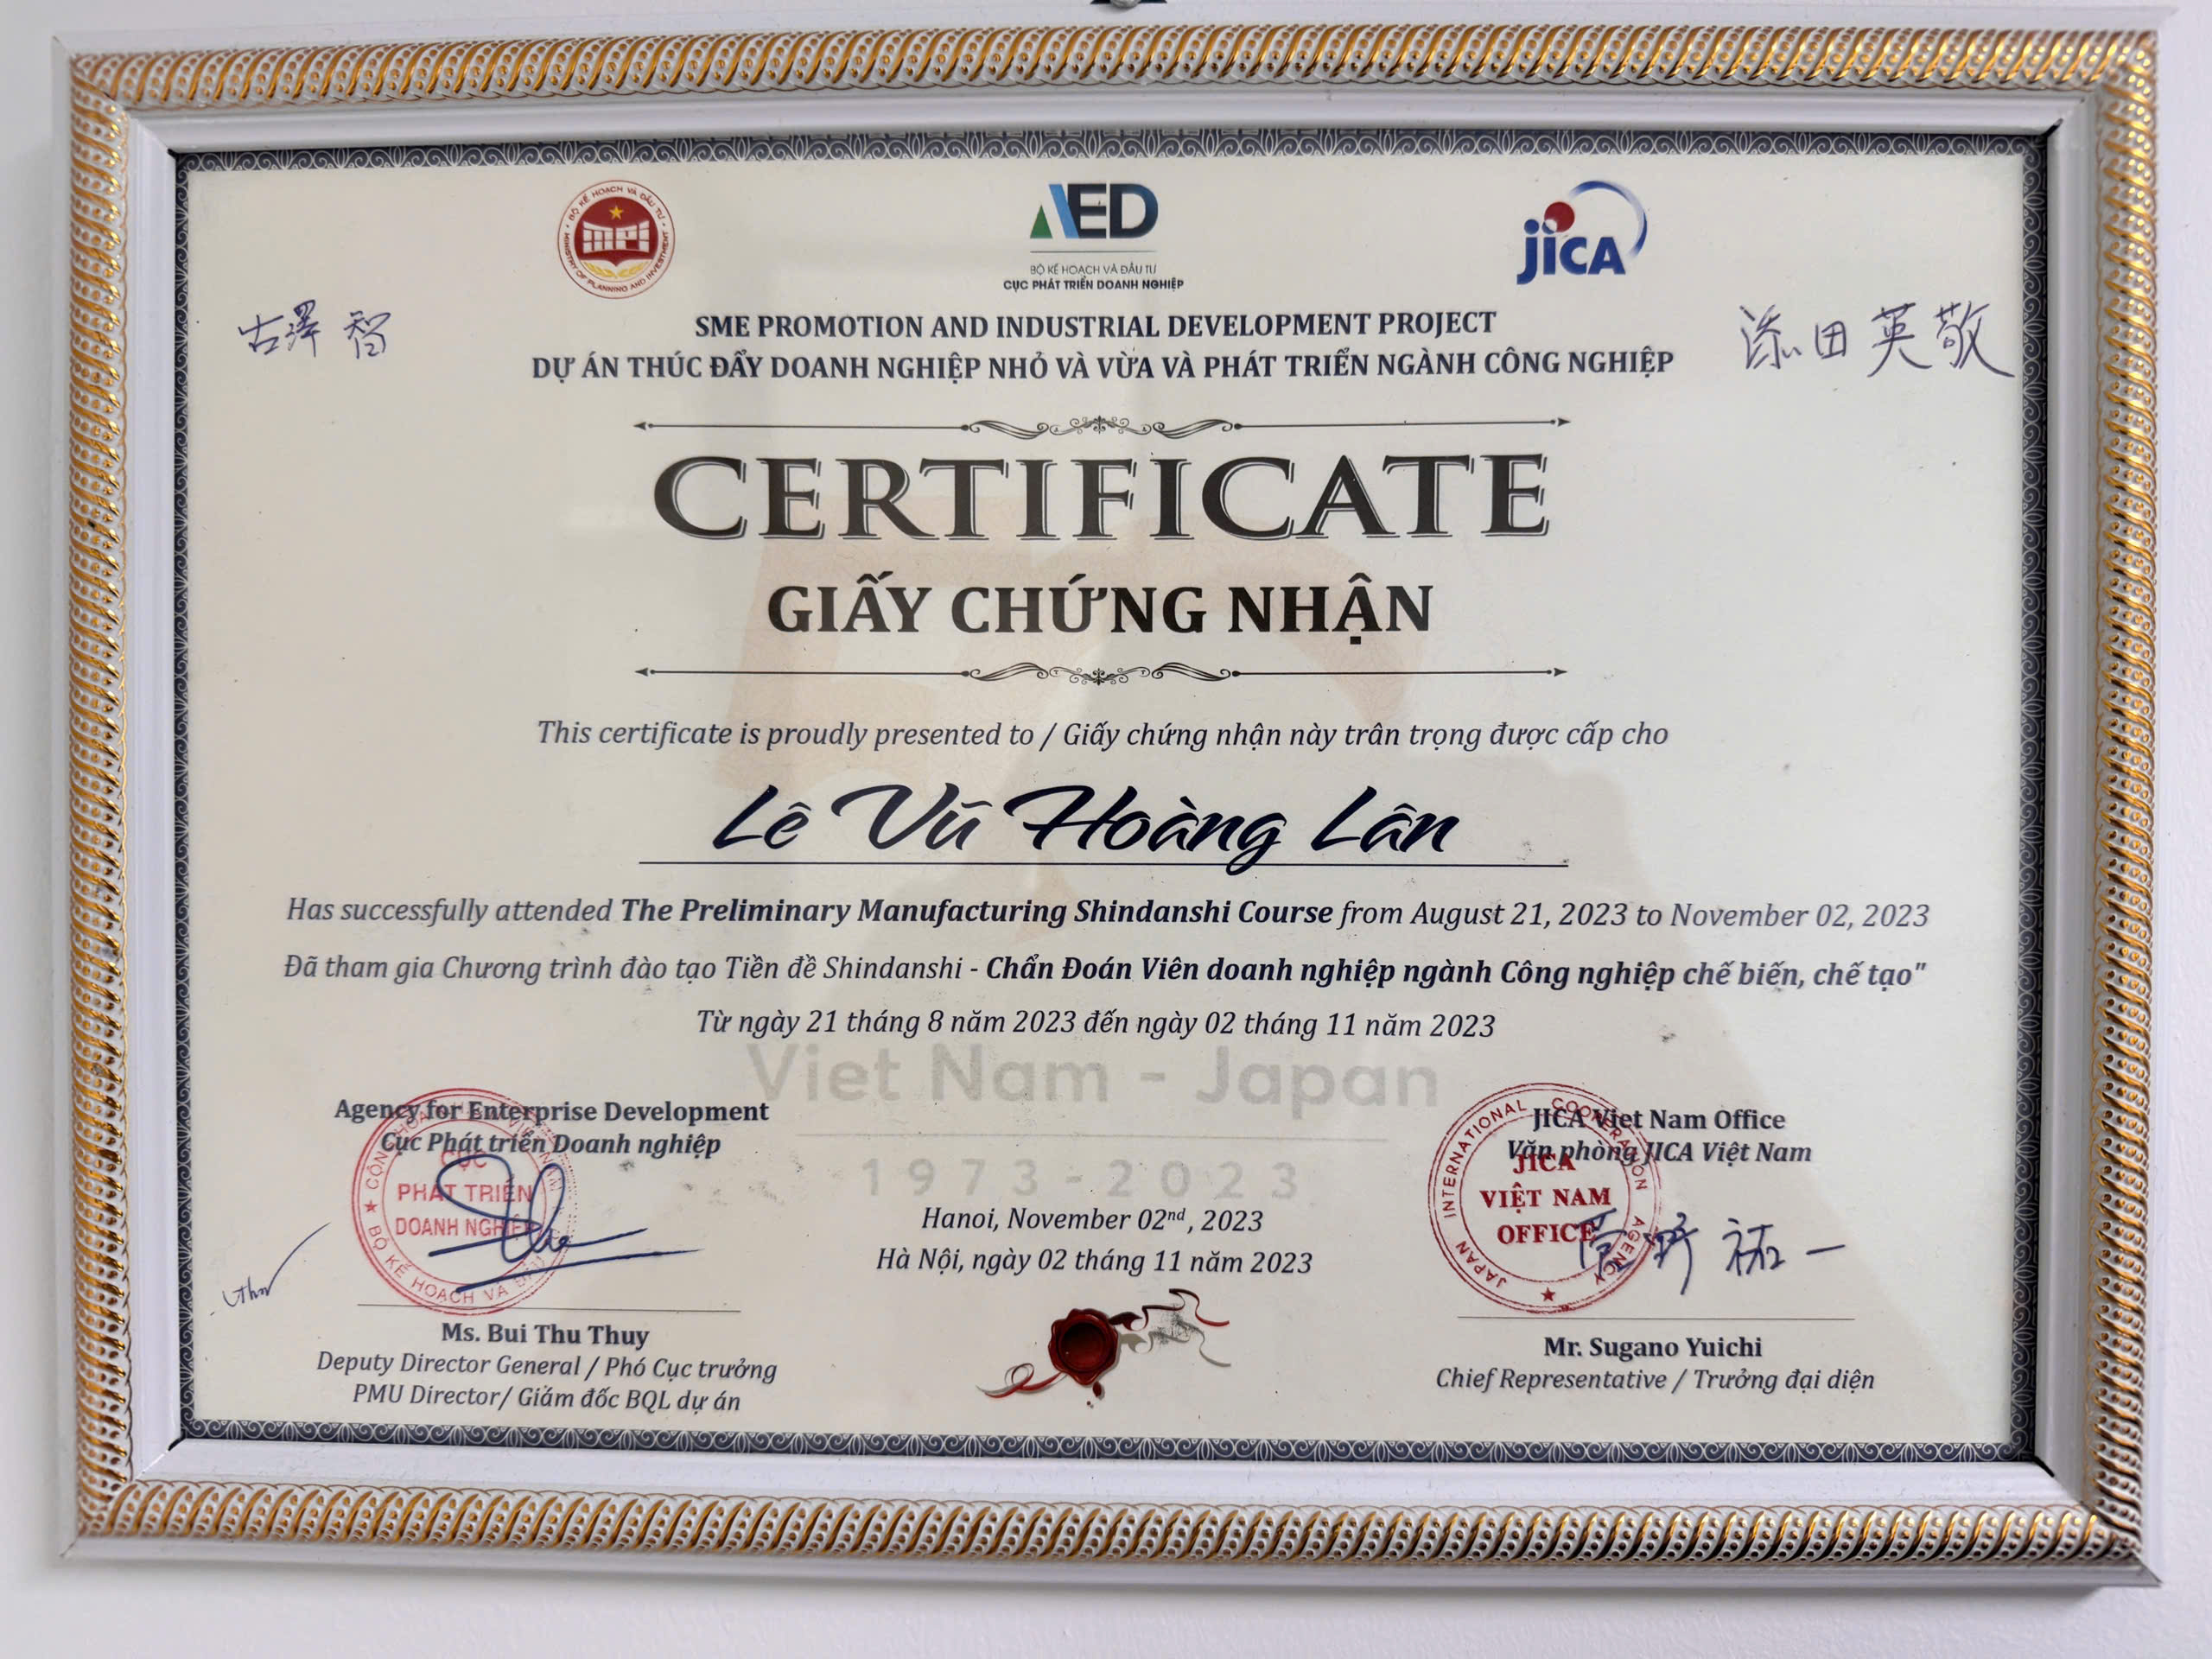 BỘ KẾ HOẠCH VÀ ĐẦU TƯ
MINISTRY OF PLANNING AND INVESTMENT
MPI
AED
BỘ KẾ HOẠCH VÀ ĐẦU TƯ
CỤC PHÁT TRIỂN DOANH NGHIỆP
JICA
古澤 智
添田 英敬
SME PROMOTION AND INDUSTRIAL DEVELOPMENT PROJECT
DỰ ÁN THÚC ĐẨY DOANH NGHIỆP NHỎ VÀ VỪA VÀ PHÁT TRIỂN NGÀNH CÔNG NGHIỆP
CERTIFICATE
GIẤY CHỨNG NHẬN
This certificate is proudly presented to / Giấy chứng nhận này trân trọng được cấp cho
Lê Vũ Hoàng Lân
Has successfully attended The Preliminary Manufacturing Shindanshi Course from August 21, 2023 to November 02, 2023
Đã tham gia Chương trình đào tạo Tiền đề Shindanshi - Chẩn Đoán Viên doanh nghiệp ngành Công nghiệp chế biến, chế tạo"
Từ ngày 21 tháng 8 năm 2023 đến ngày 02 tháng 11 năm 2023
Viet Nam - Japan
1973-2023
Agency for Enterprise Development
Cục Phát triển Doanh nghiệp
CỤC
PHÁT TRIỂN
DOANH NGHIỆP
BỘ KẾ HOẠCH VÀ ĐẦU
Hanoi, November 02nd, 2023
Hà Nội, ngày 02 tháng 11 năm 2023
JICA Viet Nam Office
Văn phòng JICA Việt Nam
JAPAN INTERNATIONAL COOPERATION AGENCY
JICA
VIỆT NAM
OFFICE
菅野 祐一
Ms. Bui Thu Thuy
Deputy Director General / Phó Cục trưởng
PMU Director/ Giám đốc BQL dự án
Mr. Sugano Yuichi
Chief Representative / Trưởng đại diện